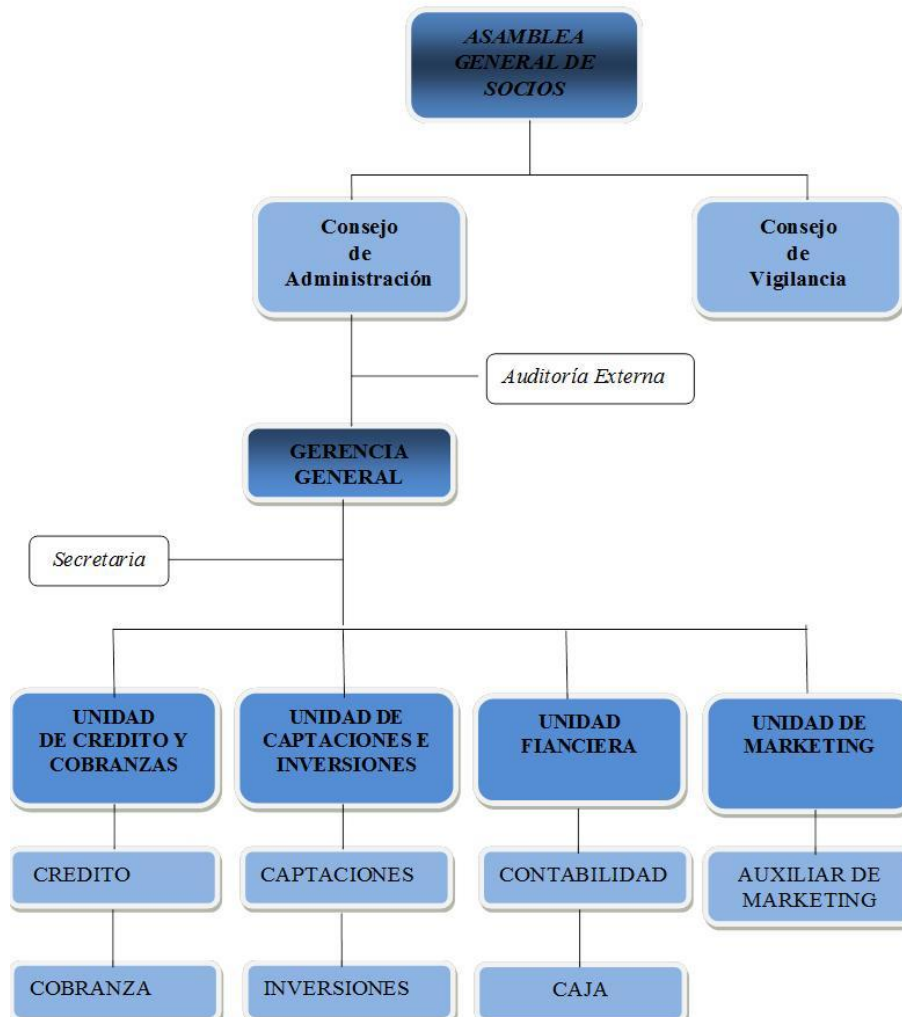 ASAMBLEA
GENERAL DE
SOCIOS
Consejo
de
Administración
Consejo
de
Vigilancia
Auditoría Externa
GERENCIA
GENERAL
Secretaria
UNIDAD
DE CREDITO Y
COBRANZAS
UNIDAD DE
CAPTACIONES E
INVERSIONES
UNIDAD
FIANCIERA
UNIDAD DE
MARKETING
CREDITO
CAPTACIONES
CONTABILIDAD
AUXILIAR DE
MARKETING
COBRANZA
INVERSIONES
CAJA